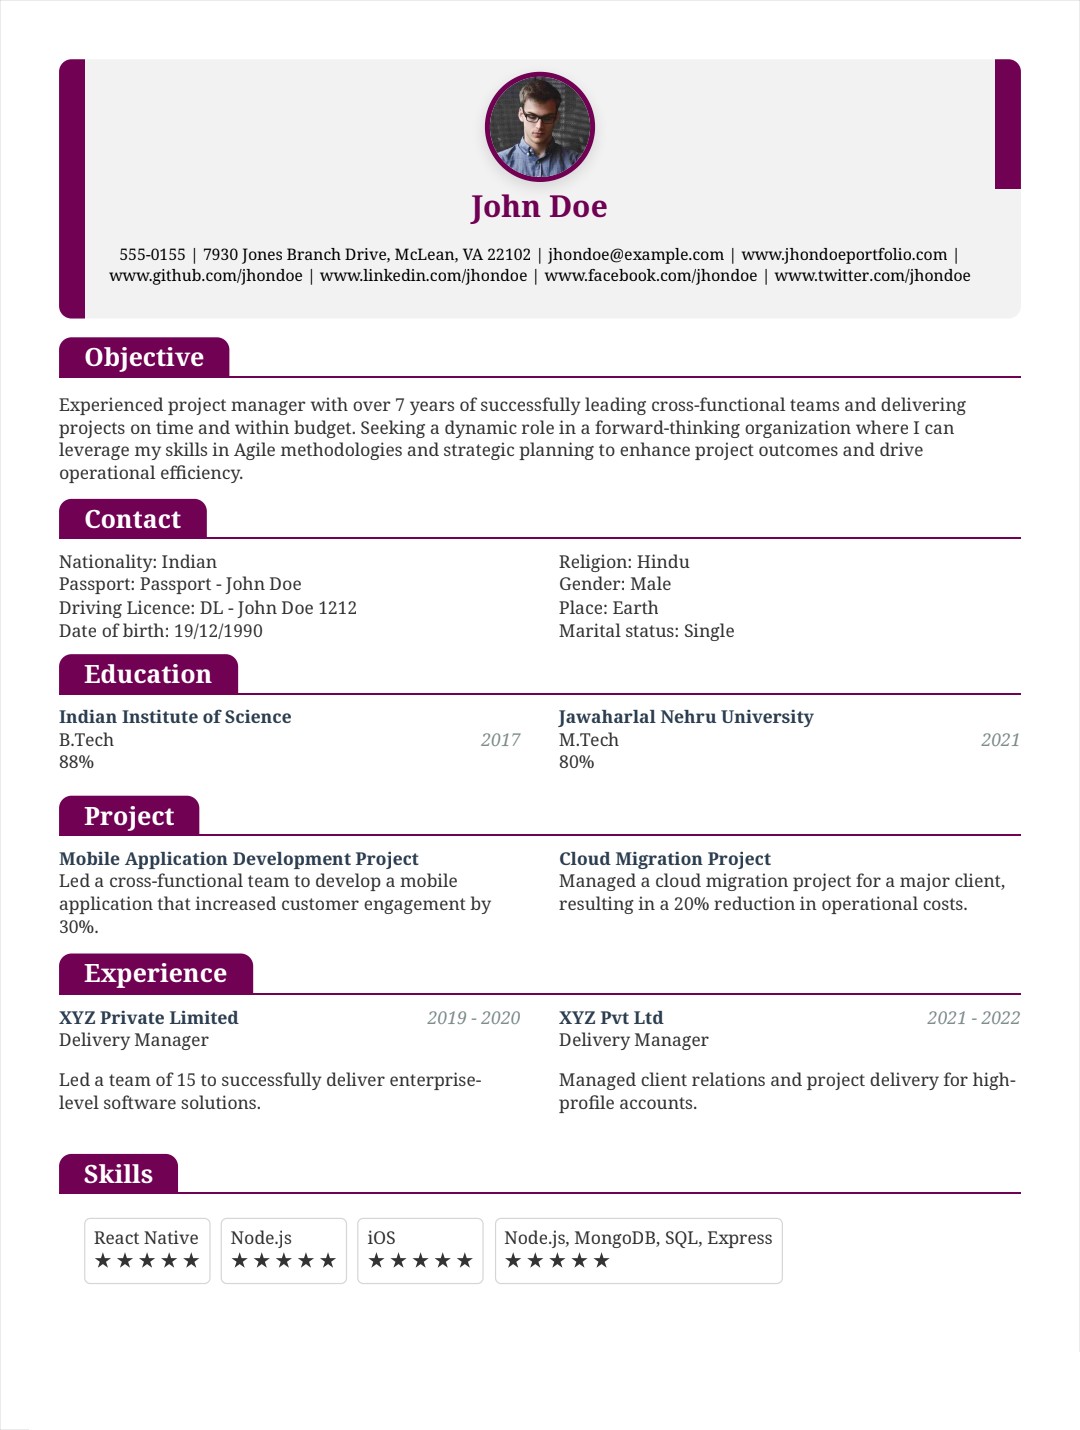 John Doe
555-0155 | 7930 Jones Branch Drive, McLean, VA 22102 | jhondoe@example.com | www.jhondoeportfolio.com |
www.github.com/jhondoe | www.linkedin.com/jhondoe | www.facebook.com/jhondoe | www.twitter.com/jhondoe
Objective
Experienced project manager with over 7 years of successfully leading cross-functional teams and delivering
projects on time and within budget. Seeking a dynamic role in a forward-thinking organization where I can
leverage my skills in Agile methodologies and strategic planning to enhance project outcomes and drive
operational efficiency.
Contact
Nationality: Indian
Religion: Hindu
Passport: Passport - John Doe
Gender: Male
Driving Licence: DL - John Doe 1212
Place: Earth
Date of birth: 19/12/1990
Marital status: Single
Education
Indian Institute of Science
B.Tech 2017
88%
Jawaharlal Nehru University
M.Tech 2021
80%
Project
Mobile Application Development Project
Led a cross-functional team to develop a mobile
application that increased customer engagement by
30%.
Cloud Migration Project
Managed a cloud migration project for a major client,
resulting in a 20% reduction in operational costs.
Experience
XYZ Private Limited 2019 - 2020
Delivery Manager
Led a team of 15 to successfully deliver enterprise-
level software solutions.
XYZ Pvt Ltd 2021 - 2022
Delivery Manager
Managed client relations and project delivery for high-
profile accounts.
Skills
React Native
★★★★★
Node.js
★★★★★
iOS
★★★★★
Node.js, MongoDB, SQL, Express
★★★★★